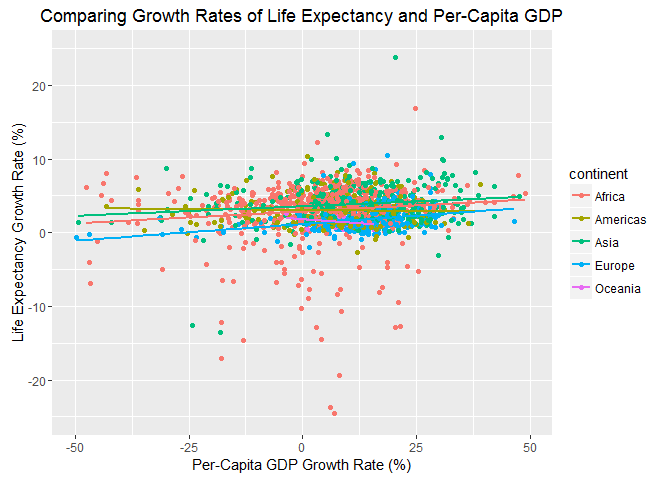 Comparing Growth Rates of Life Expectancy and Per-Capita GDP
Life Expectancy Growth Rate (%)
20
10
0
-10
-20
-50
-25
0
25
50
Per-Capita GDP Growth Rate (%)
continent
Africa
Americas
Asia
Europe
Oceania